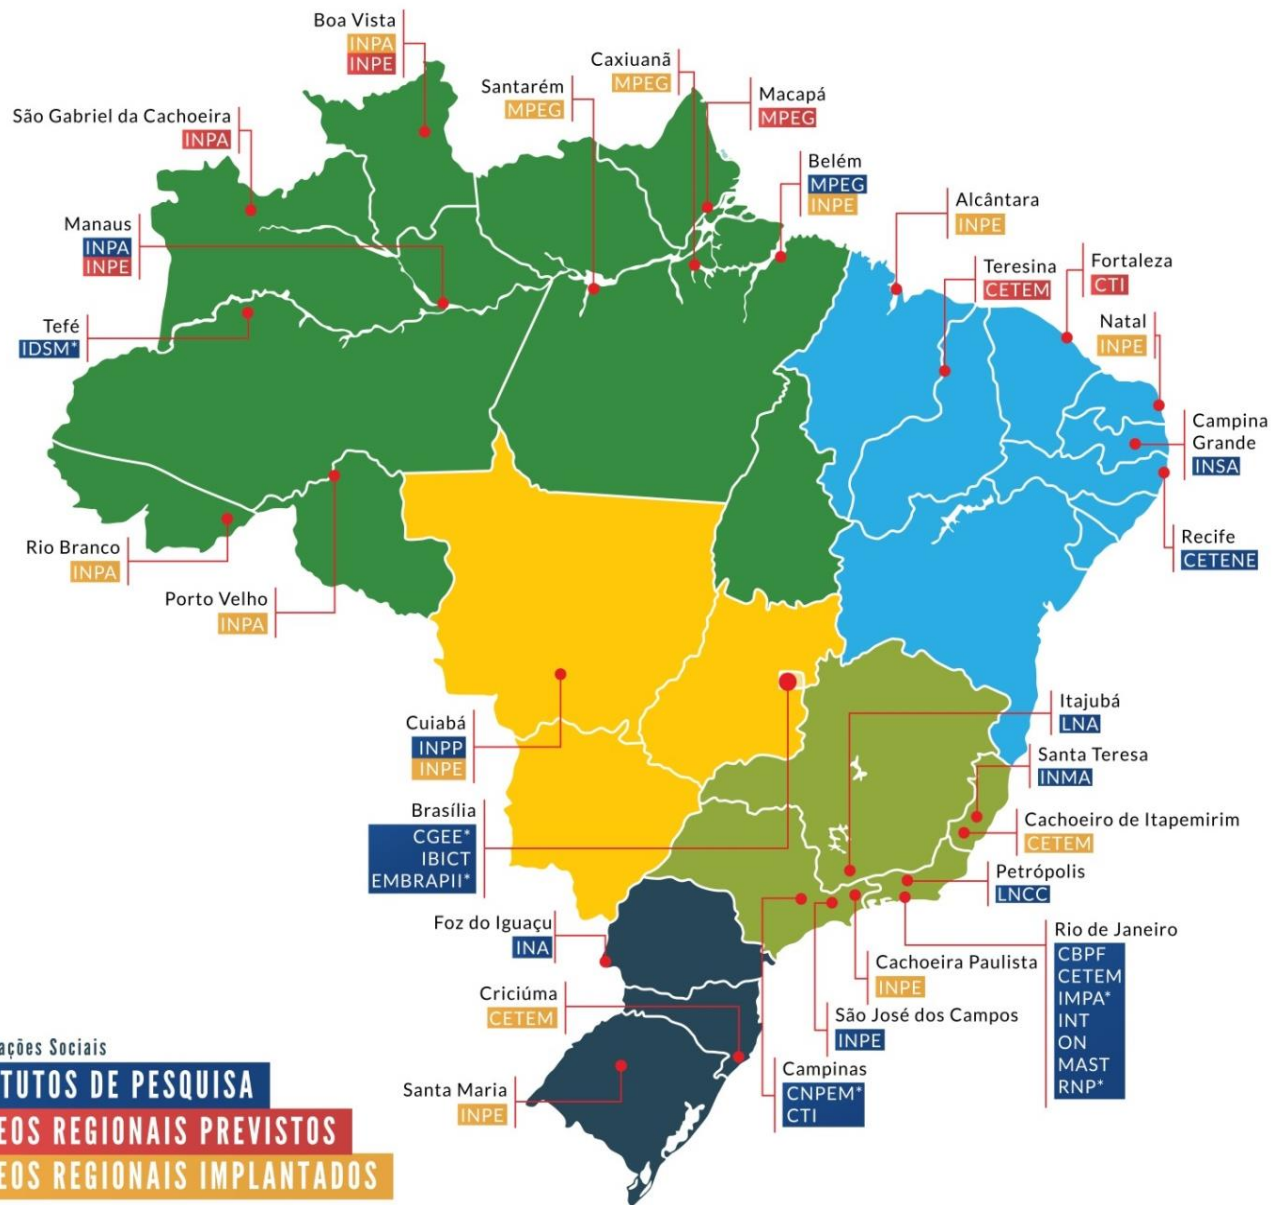 Boa Vista
INPA
INPE
São Gabriel da Cachoeira
INPA
Santarém
MPEG
Caxiuanã
MPEG
Macapá
MPEG
Belém
MPEG
INPE
Manaus
INPA
INPE
Alcântara
INPE
Teresina
CETEM
Fortaleza
CTI
Natal
INPE
Tefé
IDSM*
Campina
Grande
INSA
Recife
CETENE
Rio Branco
INPA
Porto Velho
INPA
Cuiabá
INPP
INPE
Brasília
CGEE*
IBICT
EMBRAPII*
Itajubá
LNA
Santa Teresa
INMA
Cachoeiro de Itapemirim
CETEM
Petrópolis
LNCC
Rio de Janeiro
CBPF
CETEM
IMPA*
INT
ON
MAST
RNP*
Foz do Iguaçu
INA
Cachoeira Paulista
INPE
Criciúma
CETEM
São José dos Campos
INPE
Campinas
CNPEM*
CTI
Santa Maria
INPE
ações Sociais
TUTOS DE PESQUISA
EOS REGIONAIS PREVISTOS
EOS REGIONAIS IMPLANTADOS